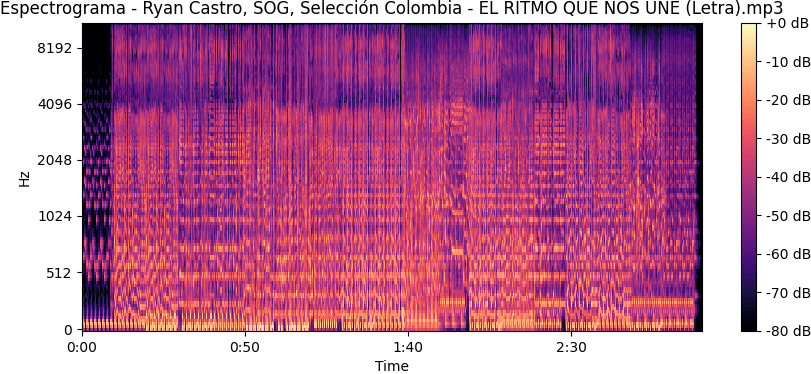 Espectrograma - Ryan Castro, SOG, Selección Colombia - EL RITMO QUE NOS UNE (Letra).mp3
8192
4096
2048
1024
512
0
Hz
0:00
0:50
1:40
2:30
Time
+0 dB
-10 dB
-20 dB
-30 dB
-40 dB
-50 dB
-60 dB
-70 dB
-80 dB